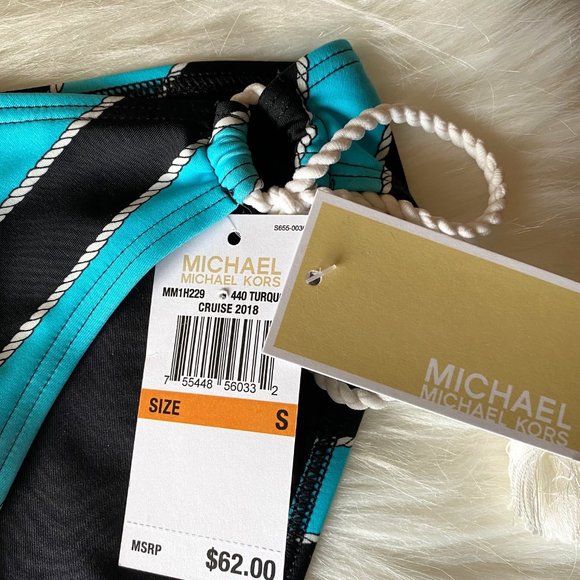 S655-003
MICHAEL
MICHAEL KORS
MM1H229 440 TURQU
CRUISE 2018
7 55448 56033 2
SIZE S
MSRP $62.00
MICHAEL
MICHAEL KORS